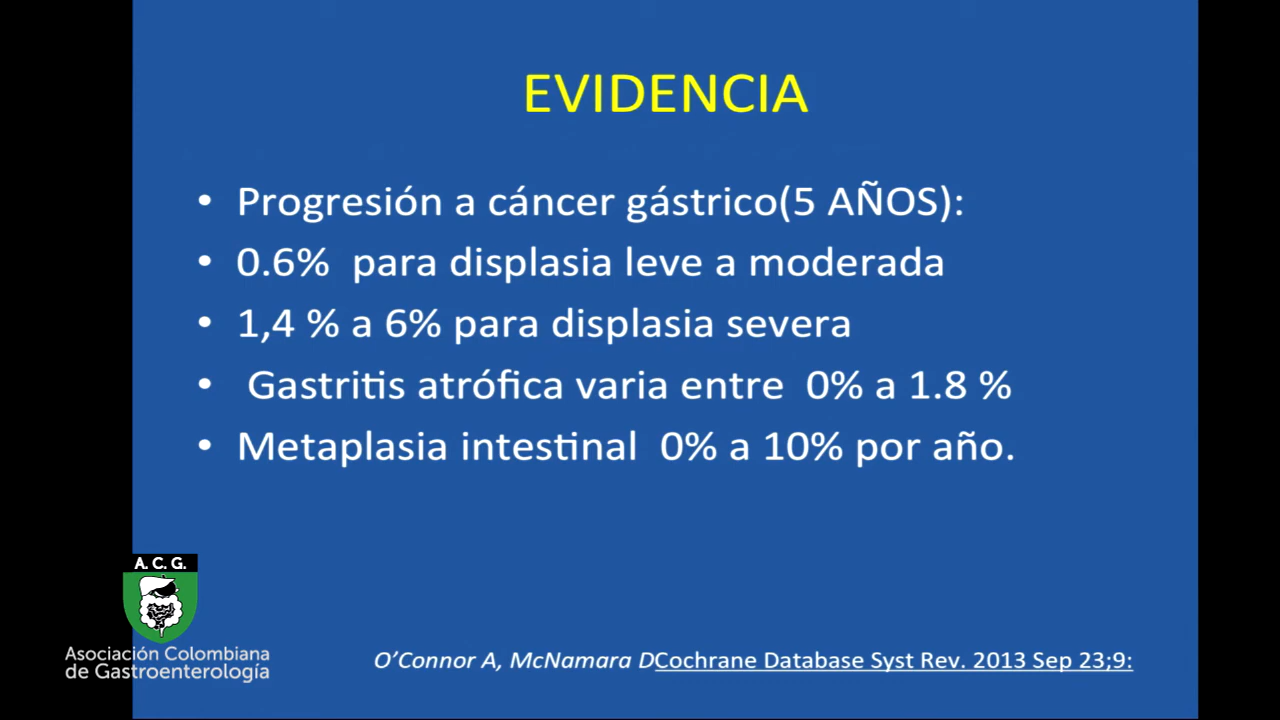 EVIDENCIA
• Progresión a cáncer gástrico(5 AÑOS):
• 0.6% para displasia leve a moderada
• 1,4 % a 6% para displasia severa
• Gastritis atrófica varia entre 0% a 1.8 %
• Metaplasia intestinal 0% a 10% por año.
A. C. G.
Asociación Colombiana
de Gastroenterología
O’Connor A, McNamara DCochrane Database Syst Rev. 2013 Sep 23;9: